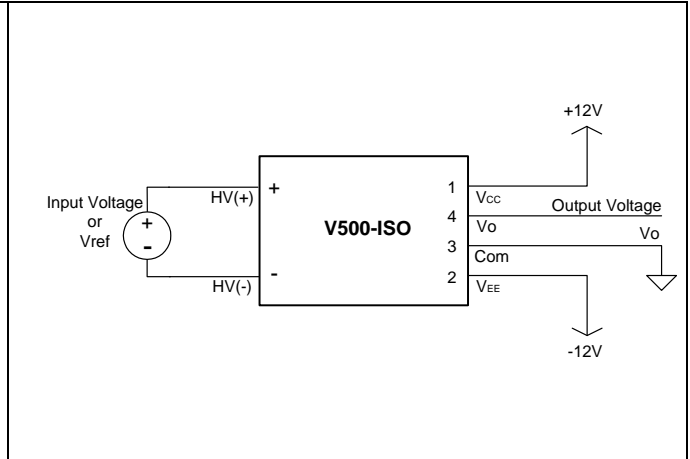 +12V
Input Voltage
or
Vref
+
-
HV(+)
HV(-)
+
-
V500-ISO
1
4
3
2
VCC
Vo
Com
VEE
Output Voltage
Vo
-12V